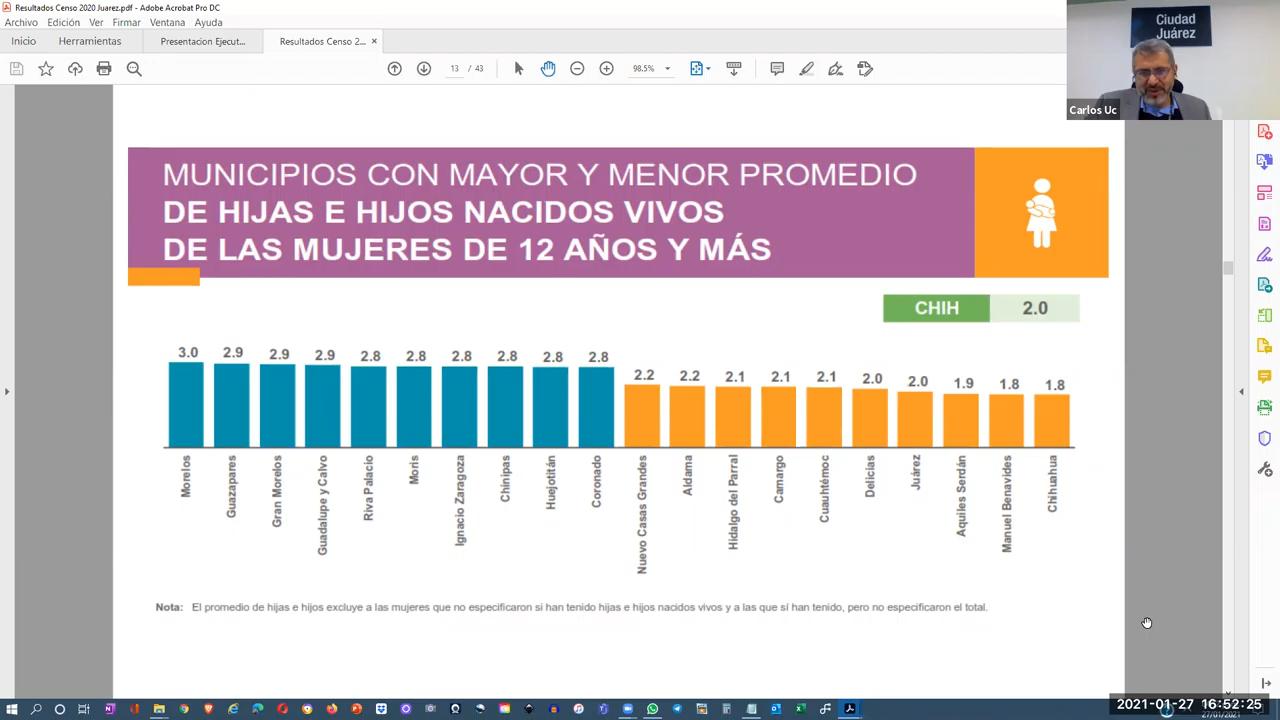 Resultados Censo 2020 Juarez.pdf - Adobe Acrobat Pro DC
Archivo Edición Ver Firmar Ventana Ayuda
Inicio Herramientas Presentacion Ejecut... Resultados Censo 2... ×
13 / 43 98.5%
Ciudad
Juárez
Carlos Uc
MUNICIPIOS CON MAYOR Y MENOR PROMEDIO
DE HIJAS E HIJOS NACIDOS VIVOS
DE LAS MUJERES DE 12 AÑOS Y MÁS
CHIH 2.0
3.0 2.9 2.9 2.9 2.8 2.8 2.8 2.8 2.8 2.8 2.2 2.2 2.1 2.1 2.1 2.0 2.0 1.9 1.8 1.8
Morelos
Guazapares
Gran Morelos
Guadalupe y Calvo
Riva Palacio
Moris
Ignacio Zaragoza
Chínipas
Huejotitán
Coronado
Nuevo Casas Grandes
Aldama
Hidalgo del Parral
Camargo
Cuauhtémoc
Delicias
Juárez
Aquiles Serdán
Manuel Benavides
Chihuahua
Nota: El promedio de hijas e hijos excluye a las mujeres que no especificaron si han tenido hijas e hijos nacidos vivos y a las que sí han tenido, pero no especificaron el total.
2021-01-27 16:52:25
27/01/2021